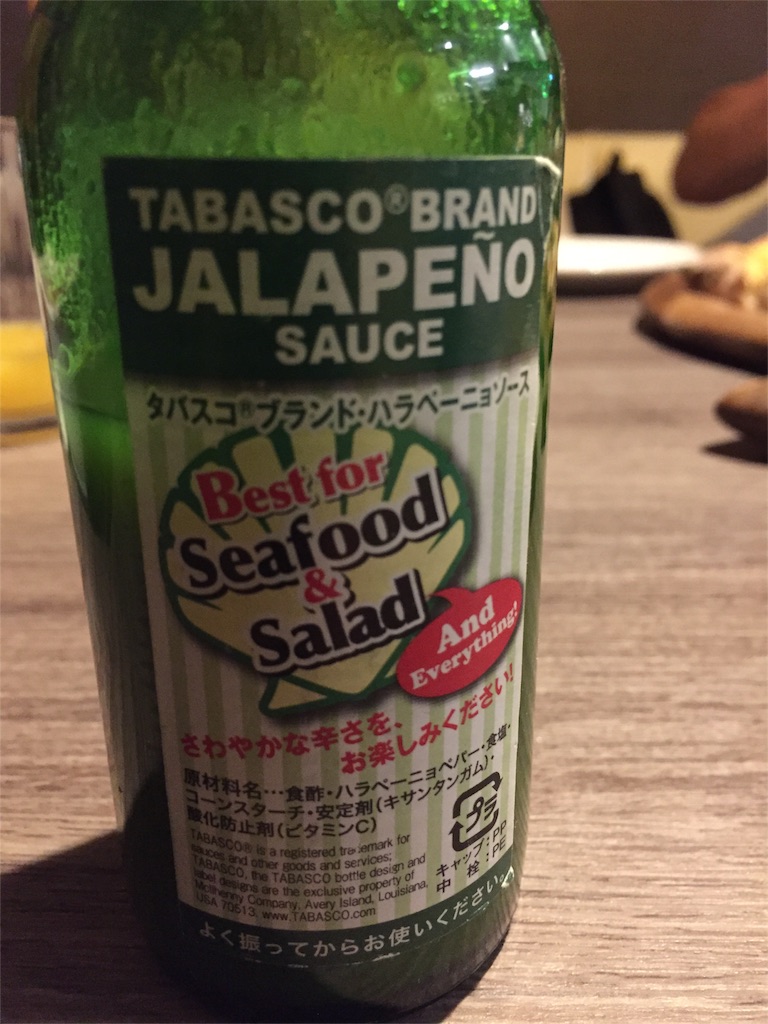 TABASCO® BRAND
JALAPEÑO
SAUCE
タバスコ®ブランド・ハラペーニョソース
Best for
Seafood
&
Salad
And
Everything!
さわやかな辛さを、
お楽しみください!
原材料名…食酢・ハラペーニョペパー・食塩・
コーンスターチ・安定剤(キサンタンガム)・
酸化防止剤(ビタミンC)
プラ
キャップ:PP
中 栓:PE
TABASCO® is a registered trademark for
sauces and other goods and services;
TABASCO, the TABASCO bottle design and
label designs are the exclusive property of
McIlhenny Company, Avery Island, Louisiana,
USA 70513. www.TABASCO.com
よく振ってからお使いください。